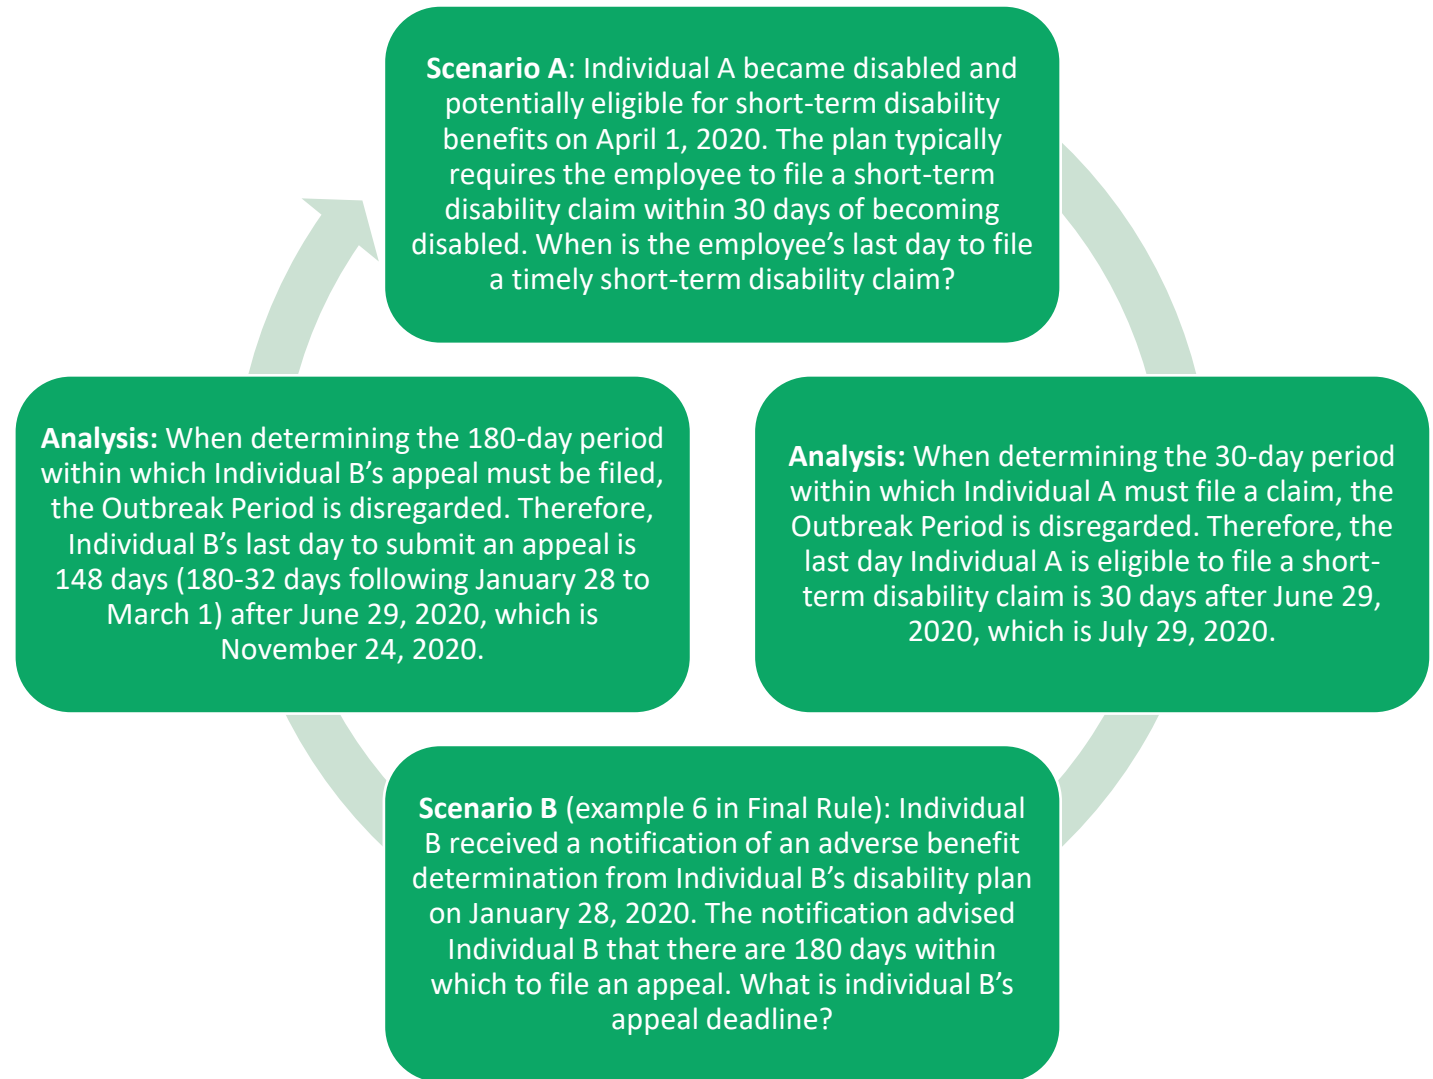 Scenario A: Individual A became disabled and
potentially eligible for short-term disability
benefits on April 1, 2020. The plan typically
requires the employee to file a short-term
disability claim within 30 days of becoming
disabled. When is the employee’s last day to file
a timely short-term disability claim?
Analysis: When determining the 30-day period
within which Individual A must file a claim, the
Outbreak Period is disregarded. Therefore, the
last day Individual A is eligible to file a short-
term disability claim is 30 days after June 29,
2020, which is July 29, 2020.
Scenario B (example 6 in Final Rule): Individual
B received a notification of an adverse benefit
determination from Individual B’s disability plan
on January 28, 2020. The notification advised
Individual B that there are 180 days within
which to file an appeal. What is individual B’s
appeal deadline?
Analysis: When determining the 180-day period
within which Individual B’s appeal must be filed,
the Outbreak Period is disregarded. Therefore,
Individual B’s last day to submit an appeal is
148 days (180-32 days following January 28 to
March 1) after June 29, 2020, which is
November 24, 2020.